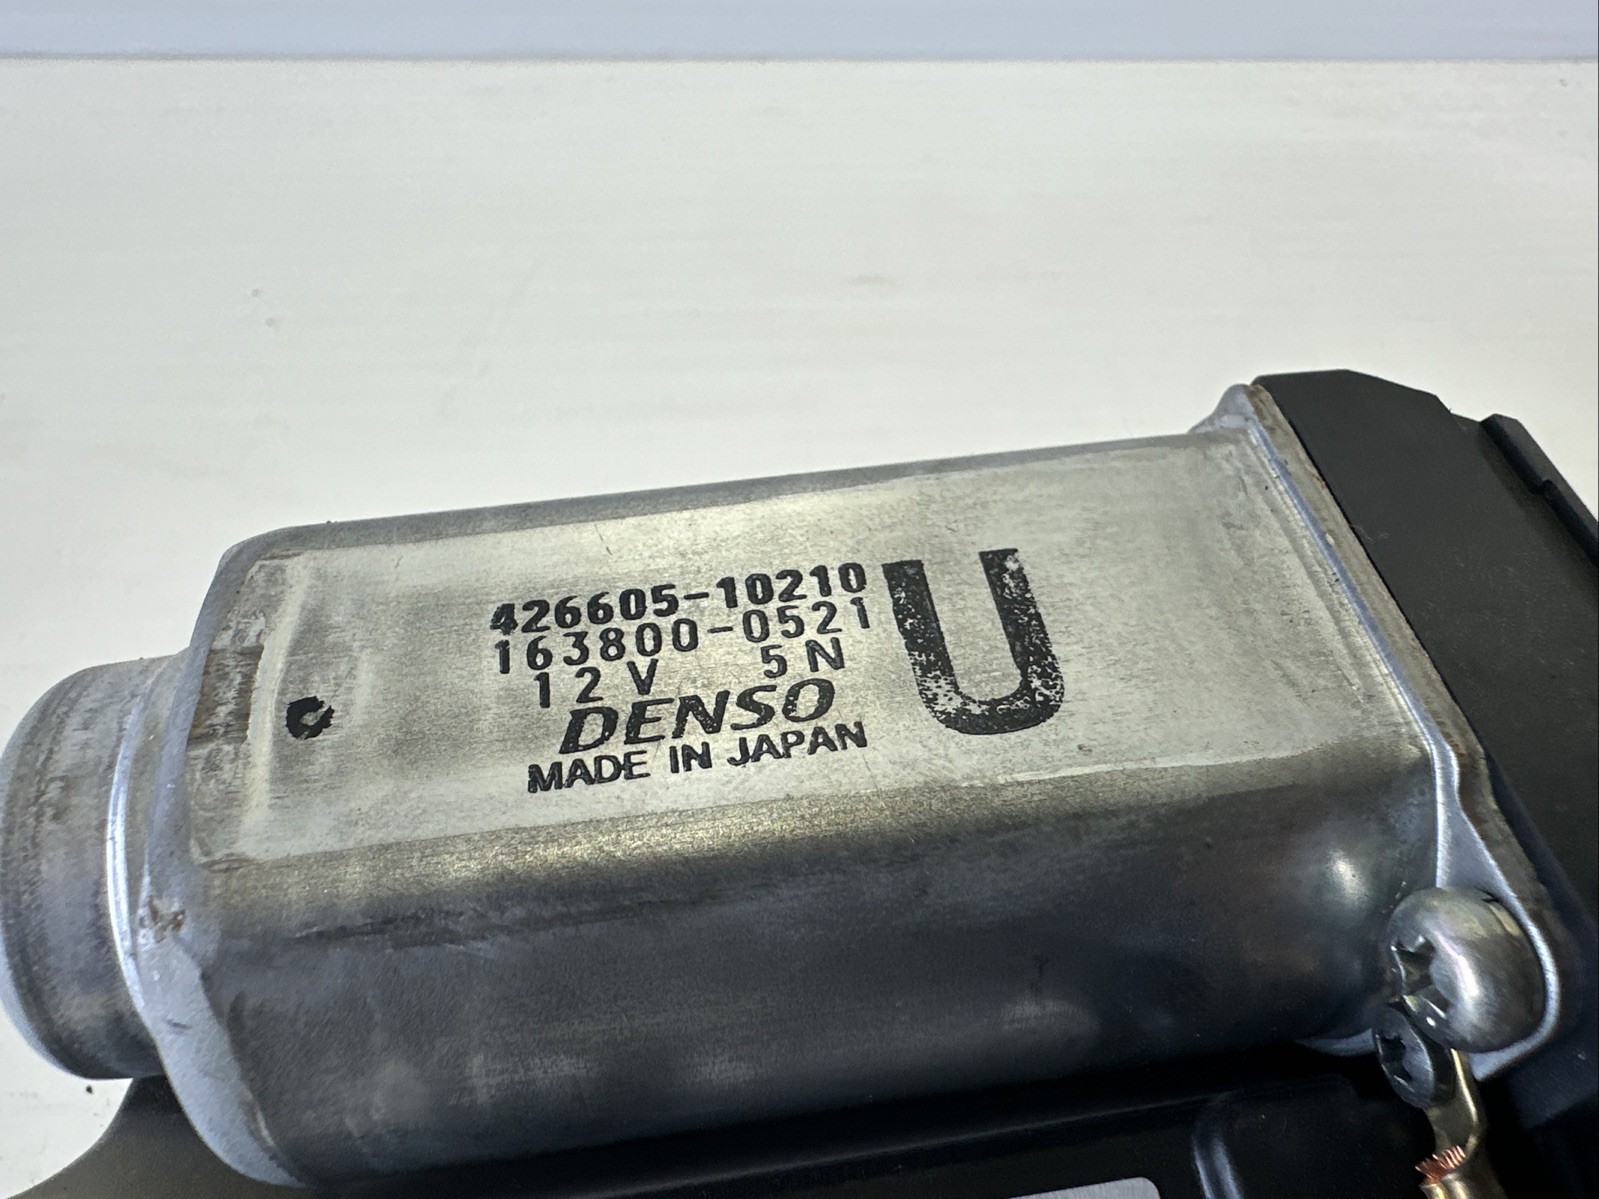 426605-10210
163800-0521
12V 5N
DENSO
MADE IN JAPAN
U